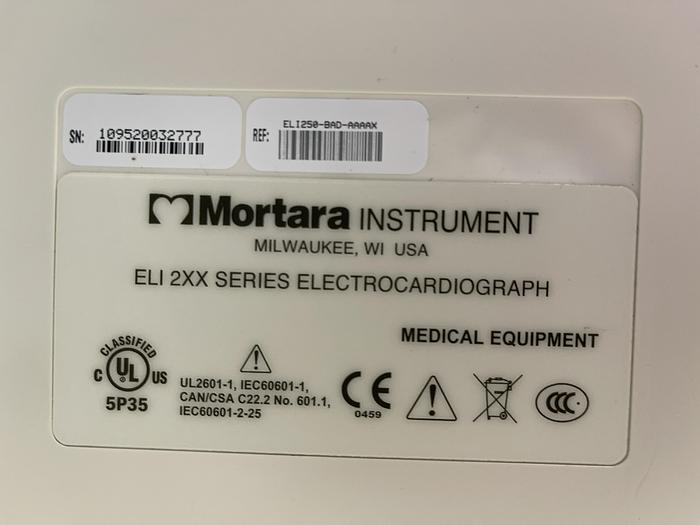 SN: 109520032777
REF: ELI250-BAD-AAAAX
Mortara INSTRUMENT
MILWAUKEE, WI USA
ELI 2XX SERIES ELECTROCARDIOGRAPH
MEDICAL EQUIPMENT
CLASSIFIED
C UL US
5P35
UL2601-1, IEC60601-1,
CAN/CSA C22.2 No. 601.1,
IEC60601-2-25
CE
0459
CCC